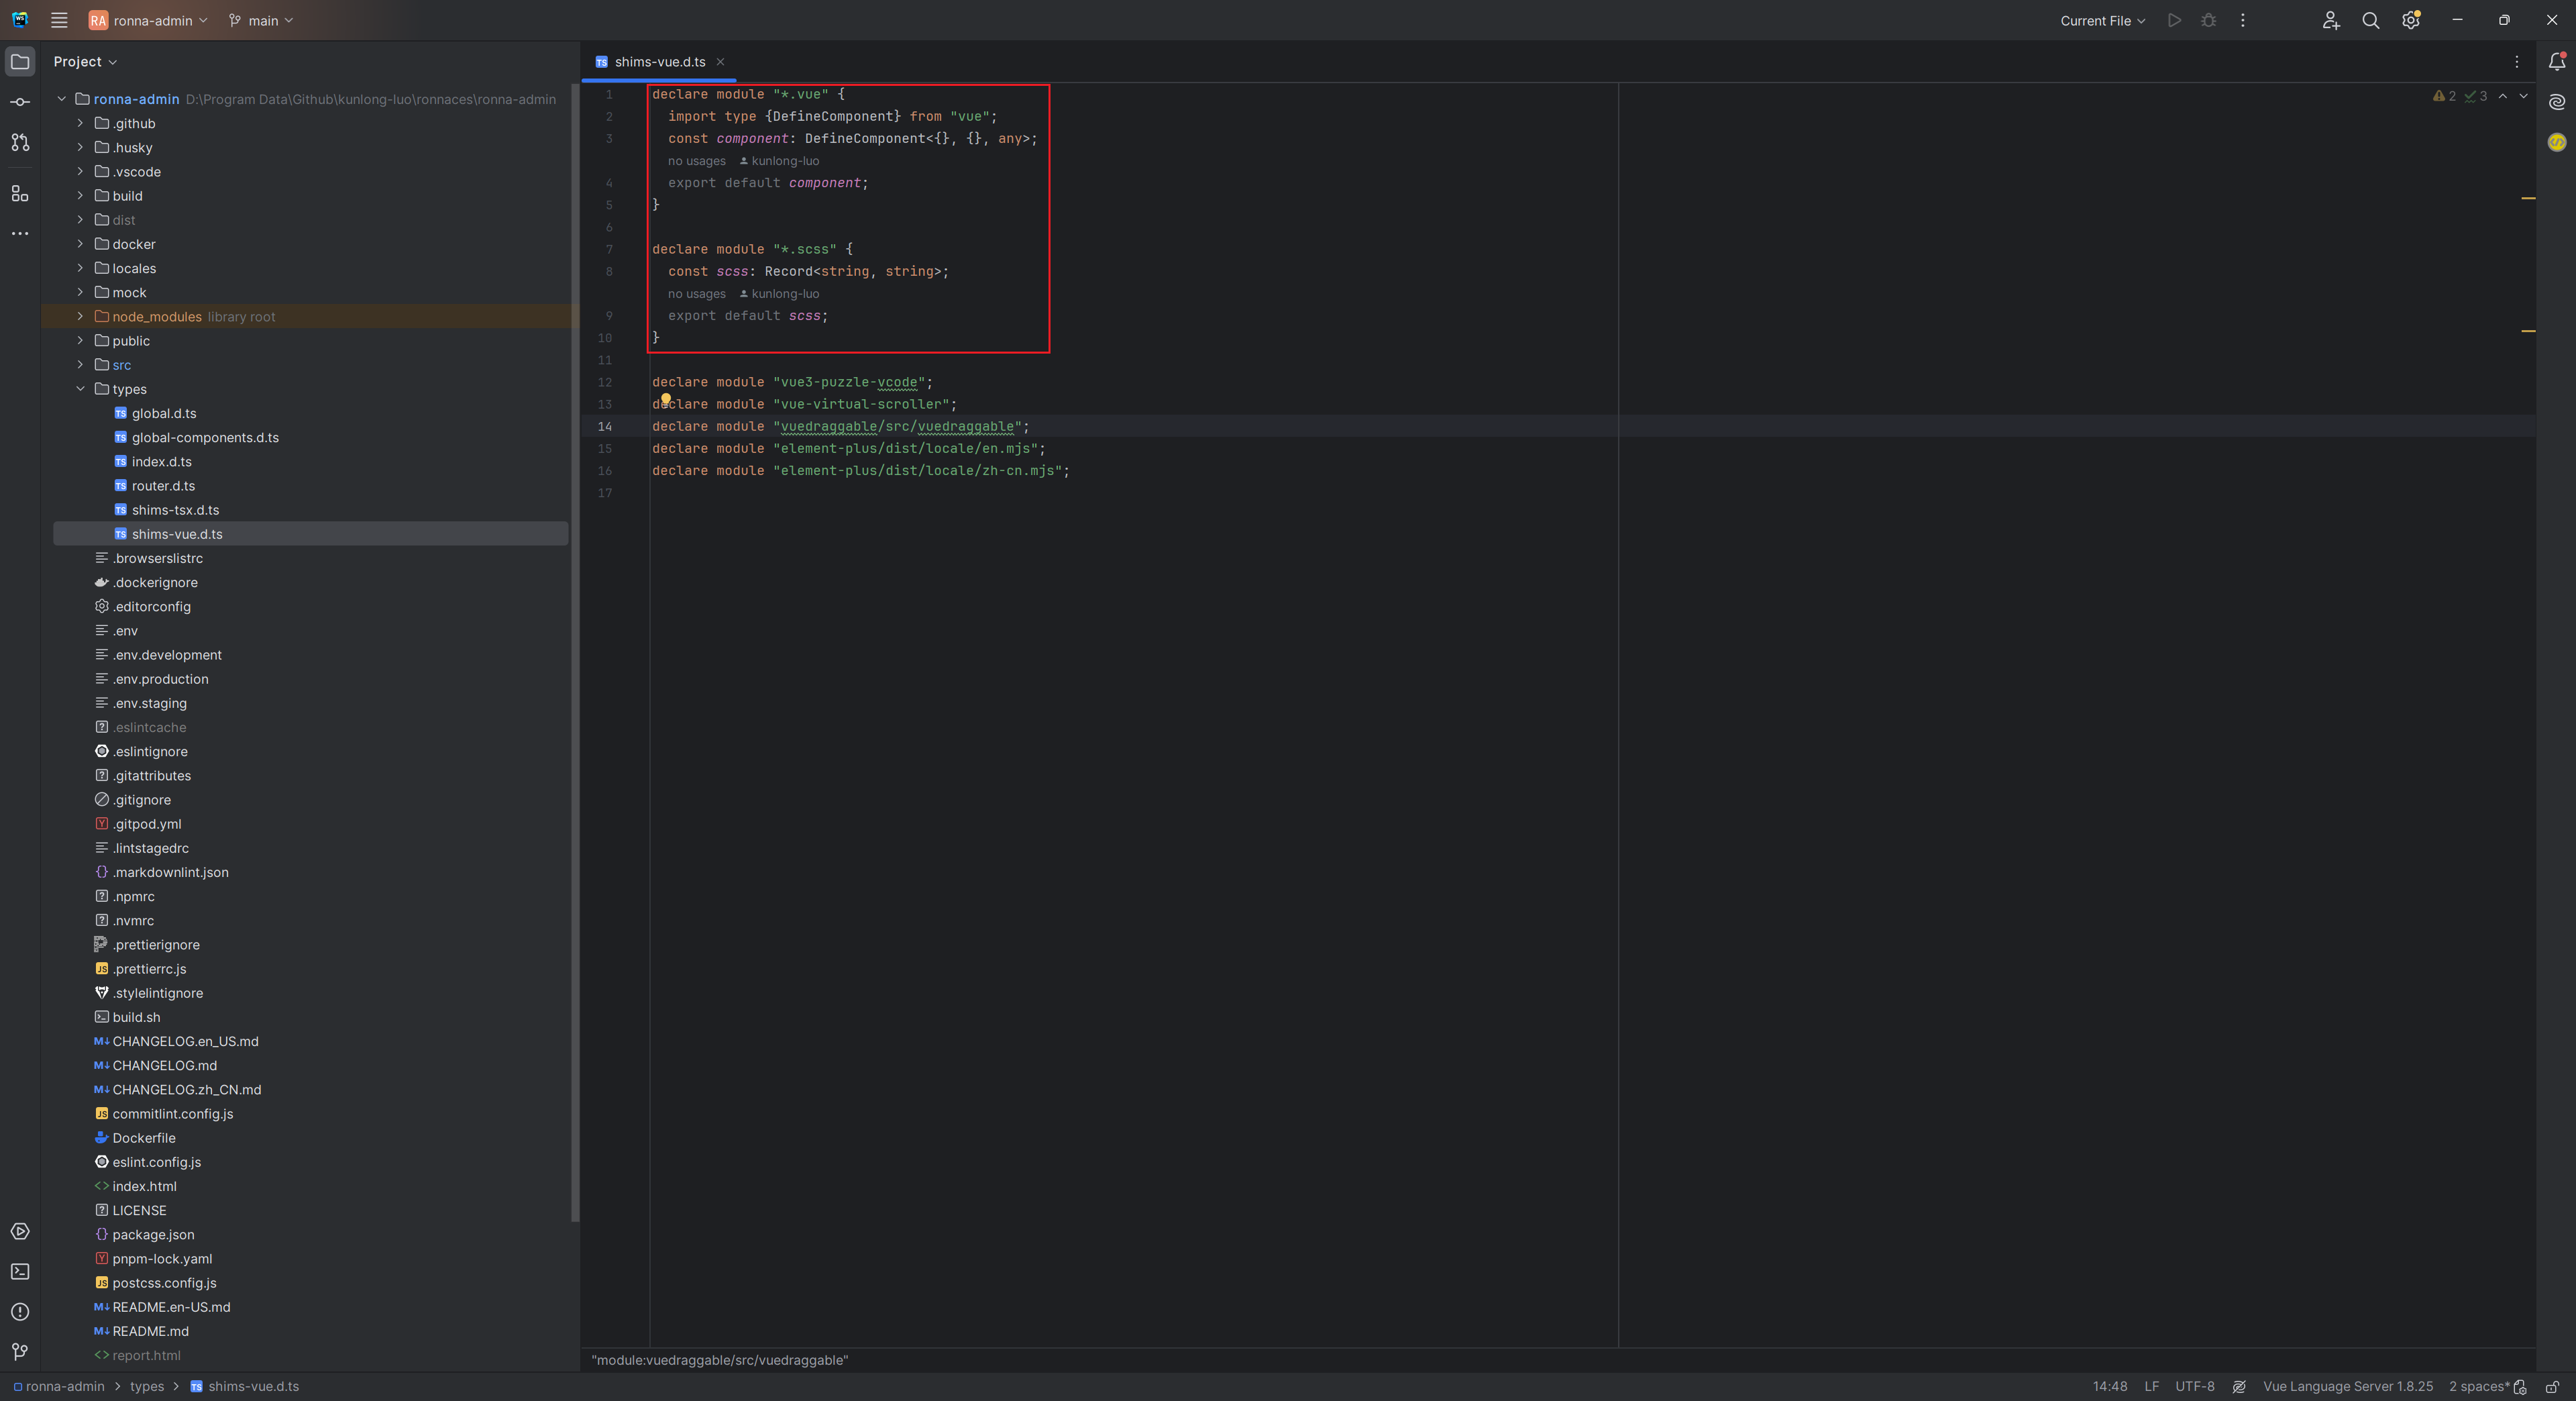 RA ronna-admin main Current File
Project
ronna-admin D:\Program Data\Github\kunlong-luo\ronnaces\ronna-admin
.github
.husky
.vscode
build
dist
docker
locales
mock
node_modules library root
public
src
types
TS global.d.ts
TS global-components.d.ts
TS index.d.ts
TS router.d.ts
TS shims-tsx.d.ts
TS shims-vue.d.ts
.browserslistrc
.dockerignore
.editorconfig
.env
.env.development
.env.production
.env.staging
.eslintcache
.eslintignore
.gitattributes
.gitignore
.gitpod.yml
.lintstagedrc
.markdownlint.json
.npmrc
.nvmrc
.prettierignore
JS .prettierrc.js
.stylelintignore
build.sh
M↓ CHANGELOG.en_US.md
M↓ CHANGELOG.md
M↓ CHANGELOG.zh_CN.md
JS commitlint.config.js
Dockerfile
eslint.config.js
<> index.html
LICENSE
{} package.json
Y pnpm-lock.yaml
JS postcss.config.js
M↓ README.en-US.md
M↓ README.md
<> report.html
TS shims-vue.d.ts
2 3
1 declare module "*.vue" {
2 import type {DefineComponent} from "vue";
3 const component: DefineComponent<{}, {}, any>;
no usages kunlong-luo
4 export default component;
5 }
6
7 declare module "*.scss" {
8 const scss: Record<string, string>;
no usages kunlong-luo
9 export default scss;
10 }
11
12 declare module "vue3-puzzle-vcode";
13 declare module "vue-virtual-scroller";
14 declare module "vuedraggable/src/vuedraggable";
15 declare module "element-plus/dist/locale/en.mjs";
16 declare module "element-plus/dist/locale/zh-cn.mjs";
17
"module:vuedraggable/src/vuedraggable"
ronna-admin > types > TS shims-vue.d.ts
14:48 LF UTF-8 Vue Language Server 1.8.25 2 spaces*